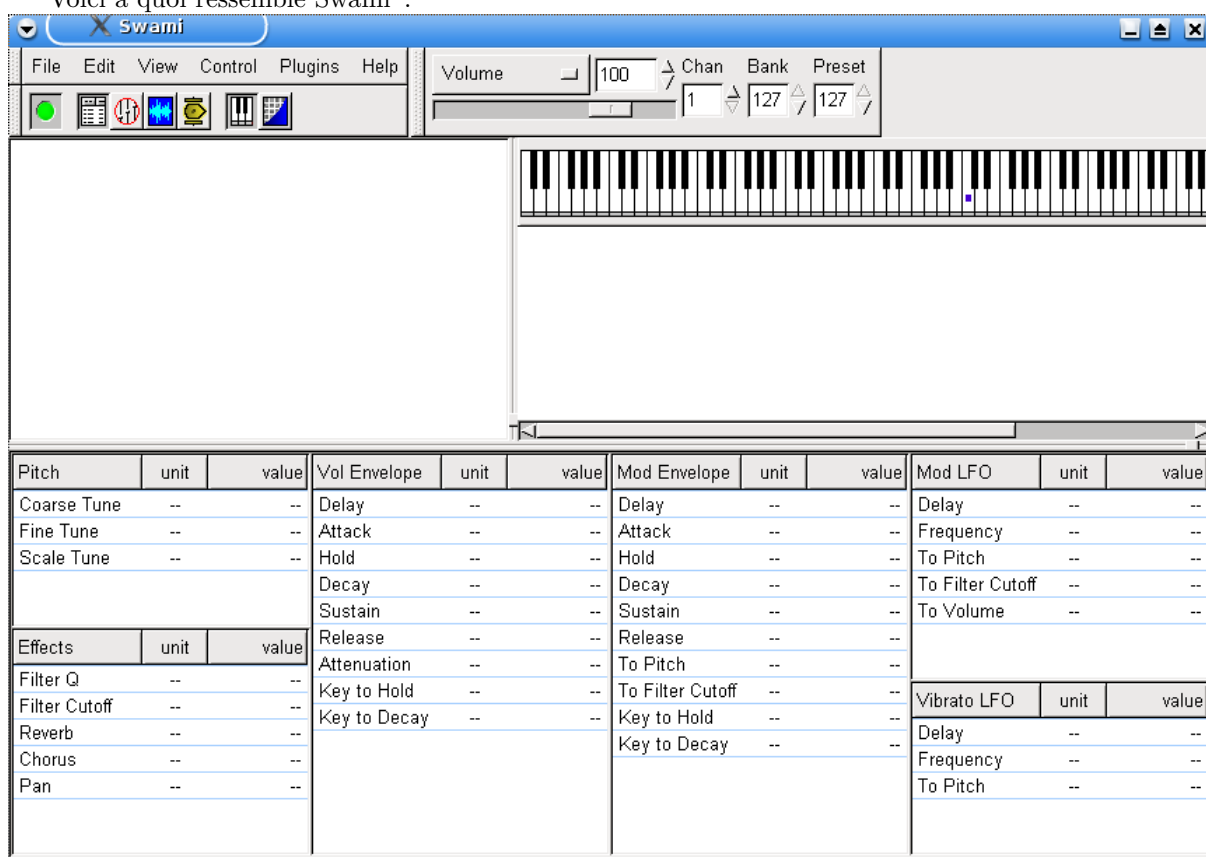 Voici à quoi ressemble Swami :
Swami
File Edit View Control Plugins Help
Volume 100 Chan Bank Preset
1 127 127
Pitch unit value
Coarse Tune -- --
Fine Tune -- --
Scale Tune -- --
Effects unit value
Filter Q -- --
Filter Cutoff -- --
Reverb -- --
Chorus -- --
Pan -- --
Vol Envelope unit value
Delay -- --
Attack -- --
Hold -- --
Decay -- --
Sustain -- --
Release -- --
Attenuation -- --
Key to Hold -- --
Key to Decay -- --
Mod Envelope unit value
Delay -- --
Attack -- --
Hold -- --
Decay -- --
Sustain -- --
Release -- --
To Pitch -- --
To Filter Cutoff -- --
Key to Hold -- --
Key to Decay -- --
Mod LFO unit value
Delay -- --
Frequency -- --
To Pitch -- --
To Filter Cutoff -- --
To Volume -- --
Vibrato LFO unit value
Delay -- --
Frequency -- --
To Pitch -- --